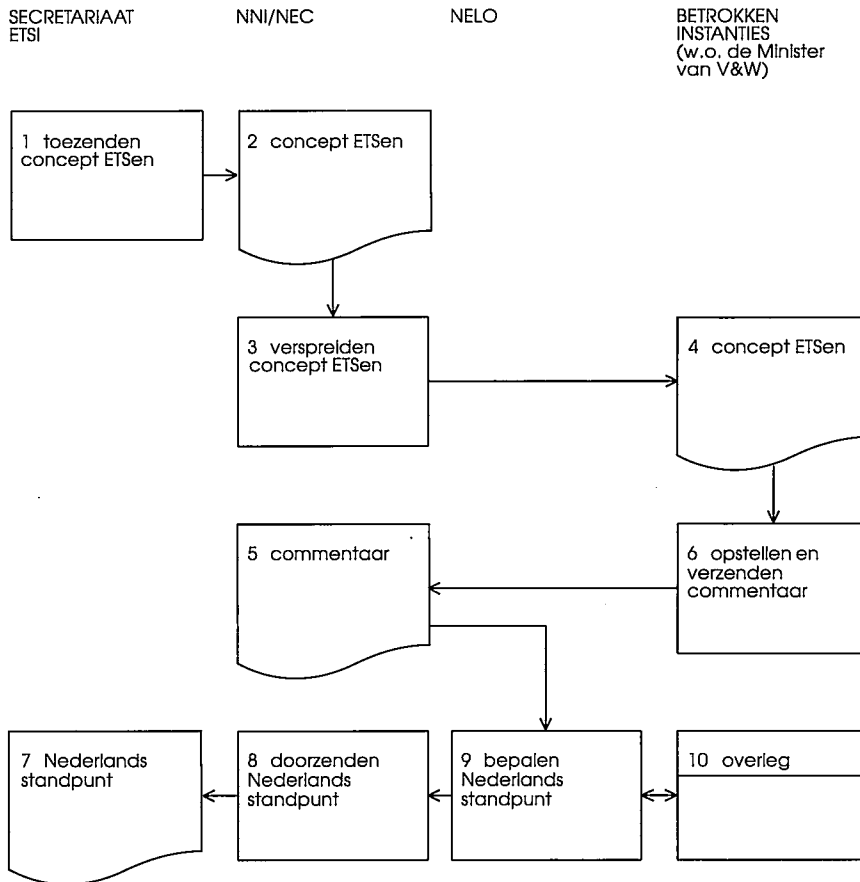 SECRETARIAAT
ETSI
NNI/NEC
NELO
BETROKKEN
INSTANTIES
(w.o. de Minister
van V&W)
1 toezenden
concept ETSen
2 concept ETSen
3 verspreiden
concept ETSen
4 concept ETSen
5 commentaar
6 opstellen en
verzenden
commentaar
7 Nederlands
standpunt
8 doorzenden
Nederlands
standpunt
9 bepalen
Nederlands
standpunt
10 overleg